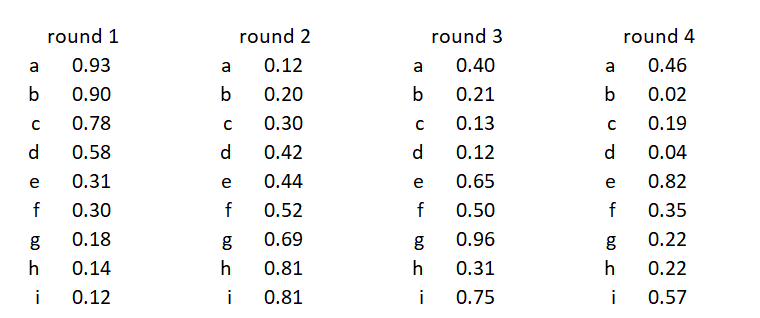 round 1 round 2 round 3 round 4
a 0.93 a 0.12 a 0.40 a 0.46
b 0.90 b 0.20 b 0.21 b 0.02
c 0.78 c 0.30 c 0.13 c 0.19
d 0.58 d 0.42 d 0.12 d 0.04
e 0.31 e 0.44 e 0.65 e 0.82
f 0.30 f 0.52 f 0.50 f 0.35
g 0.18 g 0.69 g 0.96 g 0.22
h 0.14 h 0.81 h 0.31 h 0.22
i 0.12 i 0.81 i 0.75 i 0.57